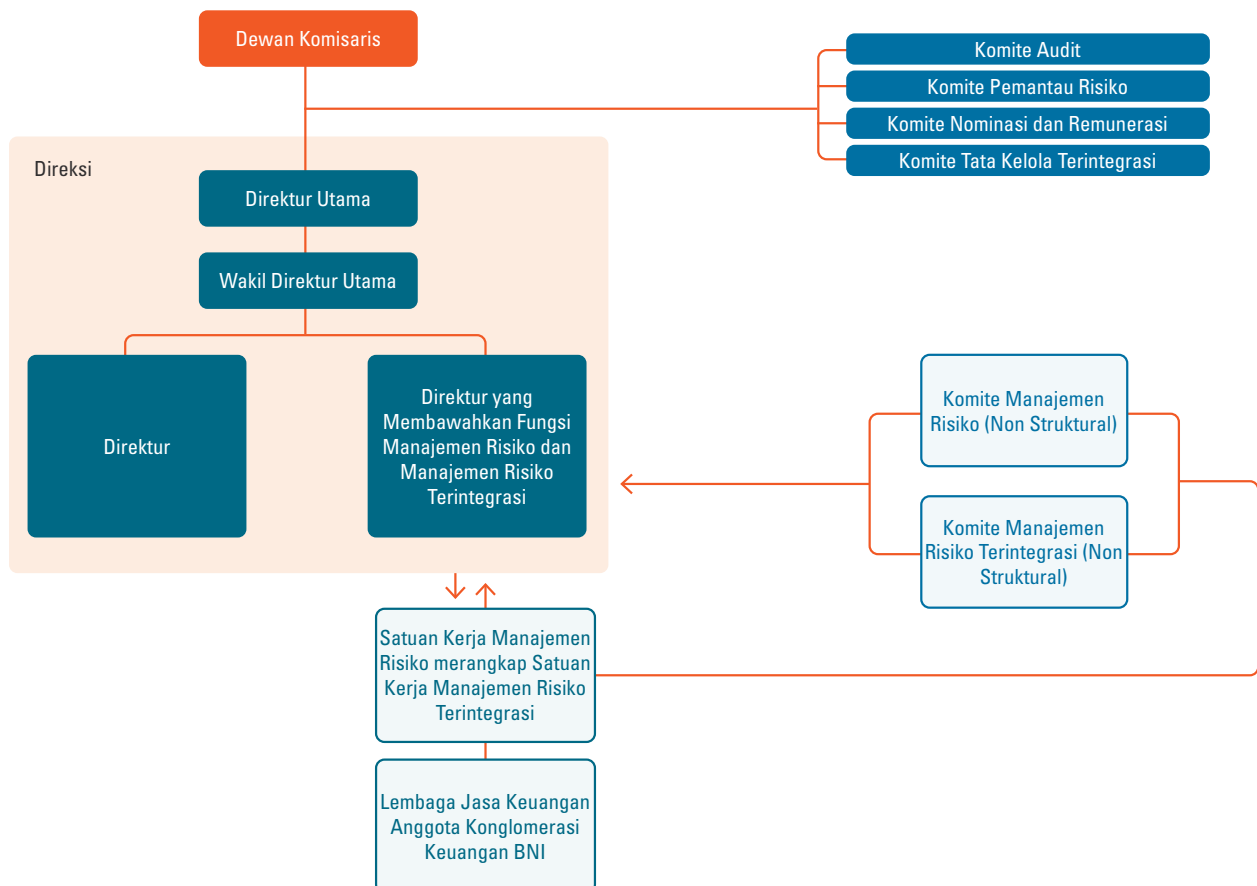 Dewan Komisaris
Komite Audit
Komite Pemantau Risiko
Komite Nominasi dan Remunerasi
Komite Tata Kelola Terintegrasi
Direksi
Direktur Utama
Wakil Direktur Utama
Direktur
Direktur yang
Membawahkan Fungsi
Manajemen Risiko dan
Manajemen Risiko
Terintegrasi
Komite Manajemen
Risiko (Non Struktural)
Komite Manajemen
Risiko Terintegrasi (Non
Struktural)
Satuan Kerja Manajemen
Risiko merangkap Satuan
Kerja Manajemen Risiko
Terintegrasi
Lembaga Jasa Keuangan
Anggota Konglomerasi
Keuangan BNI